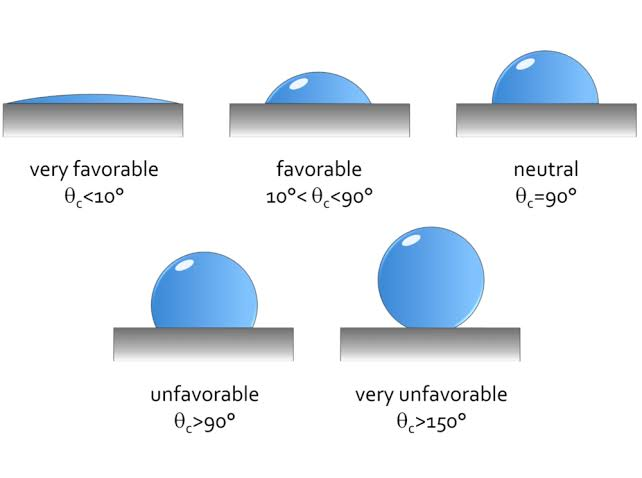 very favorable
θc<10°
favorable
10°< θc<90°
neutral
θc=90°
unfavorable
θc>90°
very unfavorable
θc>150°